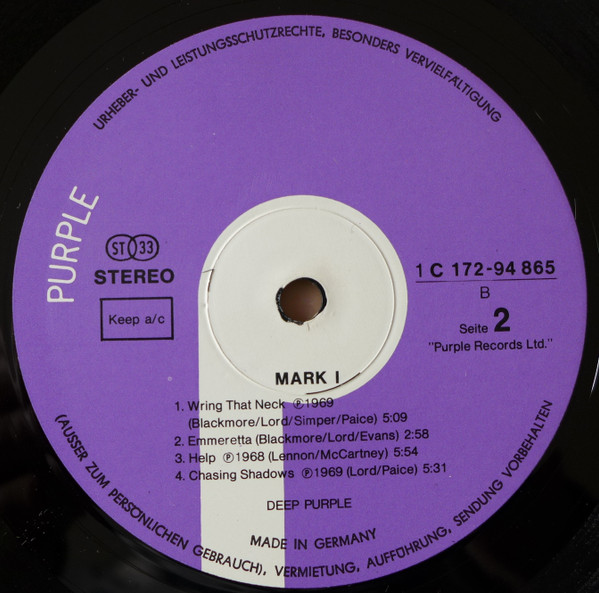 URHEBER- UND LEISTUNGSSCHUTZRECHTE, BESONDERS VERVIELFÄLTIGUNG
PURPLE
ST 33
STEREO
Keep a/c
1 C 172-94 865
B
Seite 2
"Purple Records Ltd."
MARK I
1. Wring That Neck ℗1969
(Blackmore/Lord/Simper/Paice) 5:09
2. Emmeretta (Blackmore/Lord/Evans) 2:58
3. Help ℗1968 (Lennon/McCartney) 5:54
4. Chasing Shadows ℗1969 (Lord/Paice) 5:31
DEEP PURPLE
MADE IN GERMANY
(AUSSER ZUM PERSÖNLICHEN GEBRAUCH), VERMIETUNG, AUFFÜHRUNG, SENDUNG VORBEHALTEN